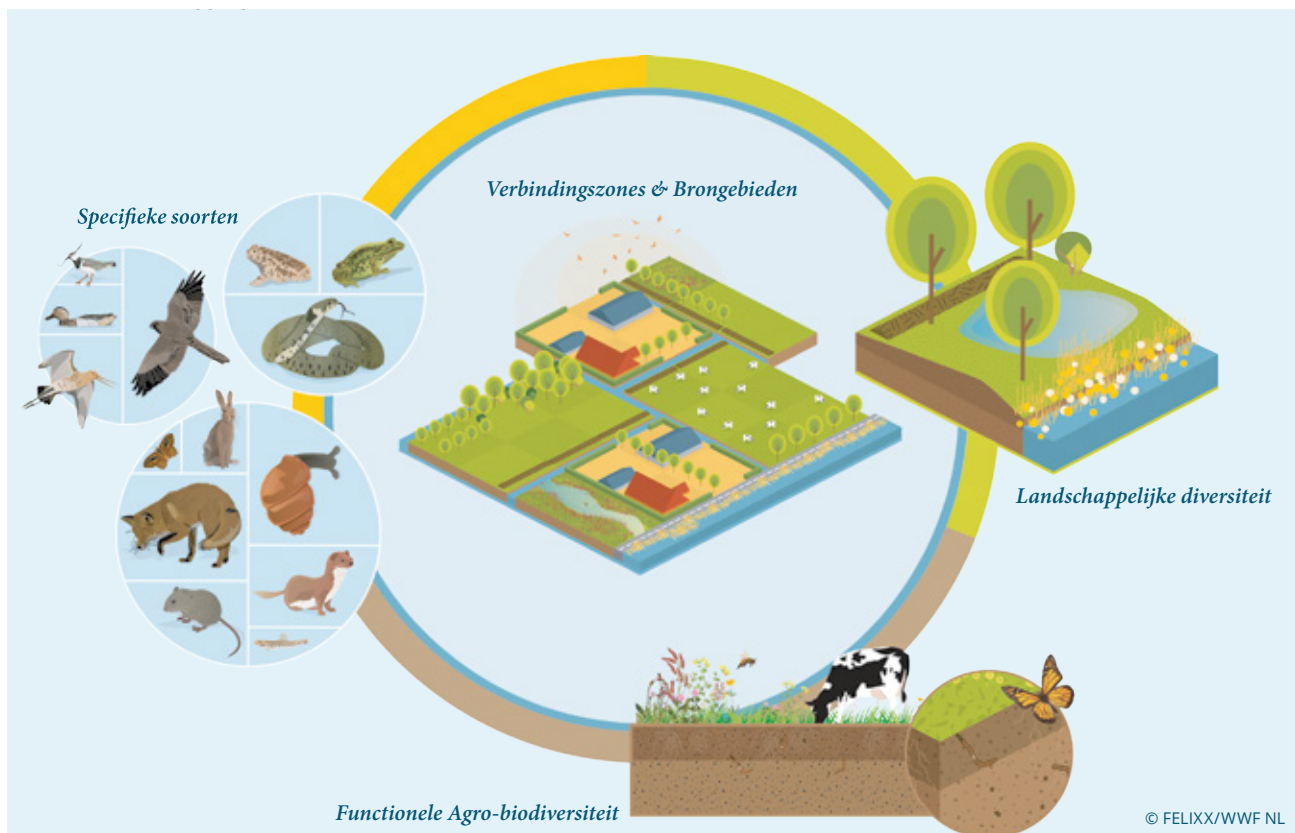 Verbindingszones & Brongebieden
Specifieke soorten
Landschappelijke diversiteit
Functionele Agro-biodiversiteit
© FELIXX/WWF NL